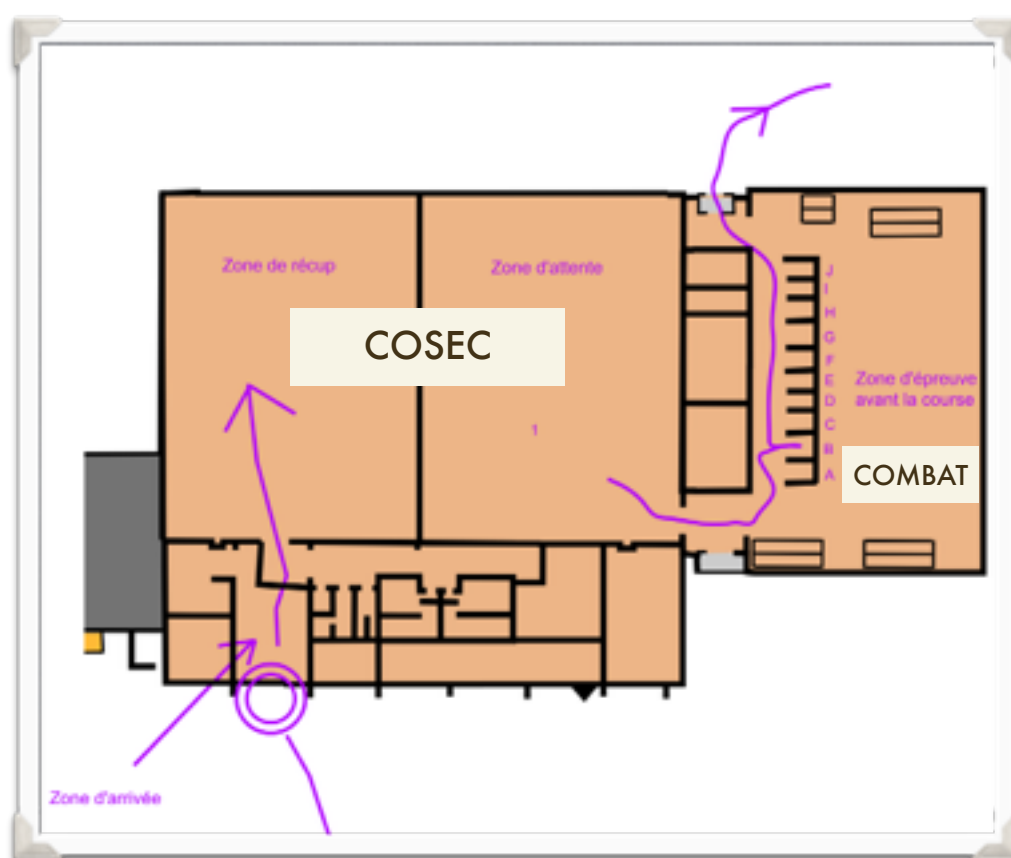 Zone de récup
Zone d'attente
COSEC
1
J
I
H
G
F
E
D
C
B
A
Zone d'épreuve
avant la course
COMBAT
Zone d'arrivée